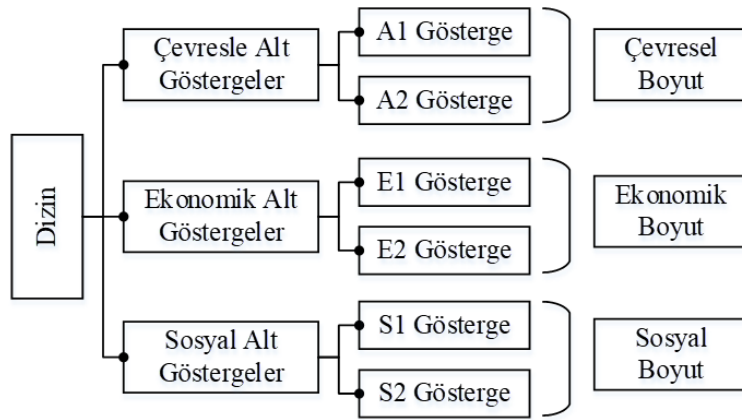 Dizin
Çevresle Alt
Göstergeler
A1 Gösterge
A2 Gösterge
Çevresel
Boyut
Ekonomik Alt
Göstergeler
E1 Gösterge
E2 Gösterge
Ekonomik
Boyut
Sosyal Alt
Göstergeler
S1 Gösterge
S2 Gösterge
Sosyal
Boyut